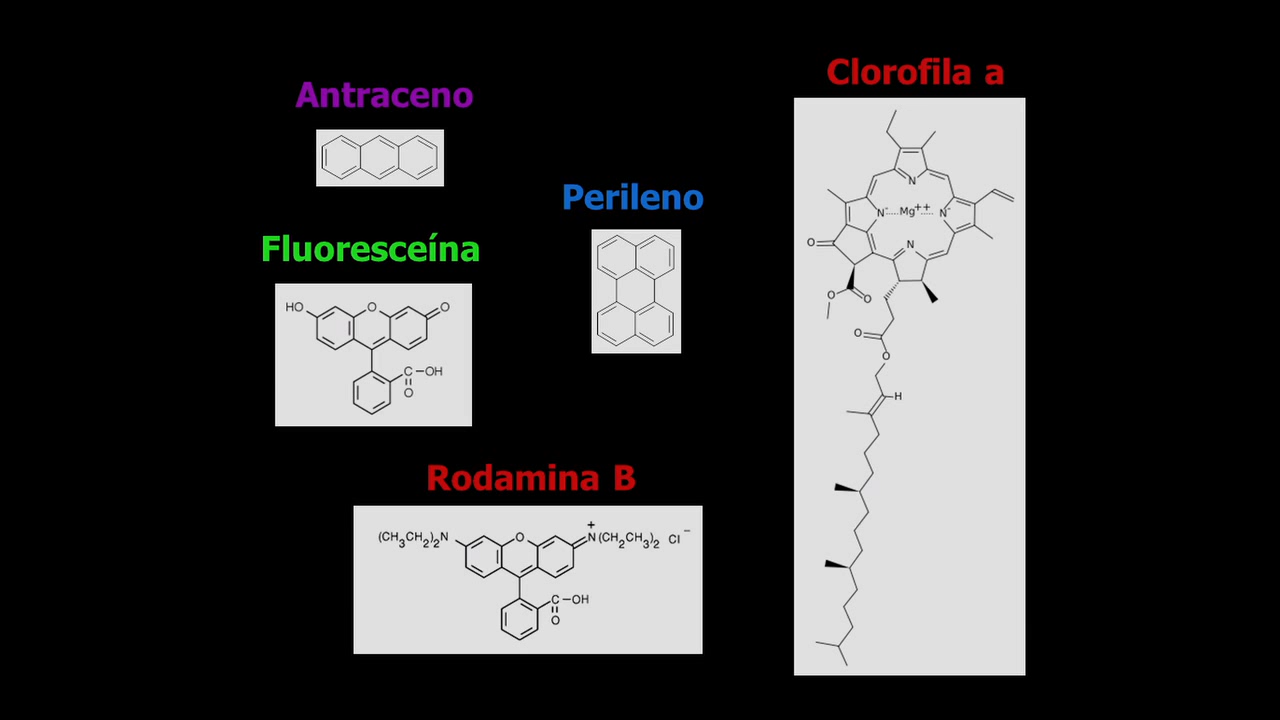 Antraceno
Perileno
Fluoresceína
HO
O
O
C–OH
O
Rodamina B
(CH₃CH₂)₂N
O
+
N(CH₂CH₃)₂
Cl⁻
C–OH
O
Clorofila a
N
N⁻
Mg⁺⁺
N⁻
N
O
O
O
O
O
H